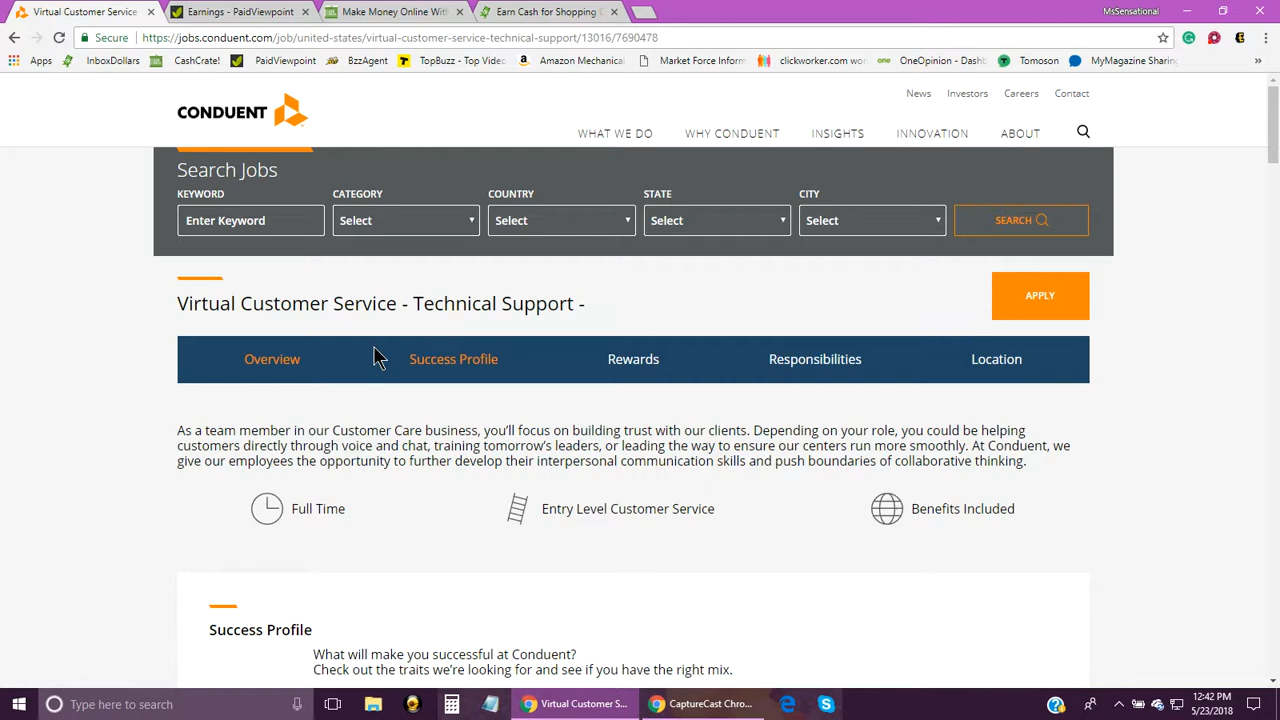 Virtual Customer Service
Earnings - PaidViewpoint
Make Money Online With
Earn Cash for Shopping
MsSensational
Secure
https://jobs.conduent.com/job/united-states/virtual-customer-service-technical-support/13016/7690478
Apps
InboxDollars
CashCrate!
PaidViewpoint
BzzAgent
TopBuzz - Top Video
Amazon Mechanical
Market Force Inform
clickworker.com wo
one
OneOpinion - Dashb
Tomoson
MyMagazine Sharing
CONDUENT
News
Investors
Careers
Contact
WHAT WE DO
WHY CONDUENT
INSIGHTS
INNOVATION
ABOUT
Search Jobs
KEYWORD
CATEGORY
COUNTRY
STATE
CITY
Enter Keyword
Select
Select
Select
Select
SEARCH
Virtual Customer Service - Technical Support -
APPLY
Overview
Success Profile
Rewards
Responsibilities
Location
As a team member in our Customer Care business, you'll focus on building trust with our clients. Depending on your role, you could be helping
customers directly through voice and chat, training tomorrow's leaders, or leading the way to ensure our centers run more smoothly. At Conduent, we
give our employees the opportunity to further develop their interpersonal communication skills and push boundaries of collaborative thinking.
Full Time
Entry Level Customer Service
Benefits Included
Success Profile
What will make you successful at Conduent?
Check out the traits we're looking for and see if you have the right mix.
Type here to search
Virtual Customer S...
CaptureCast Chro...
12:42 PM
5/23/2018